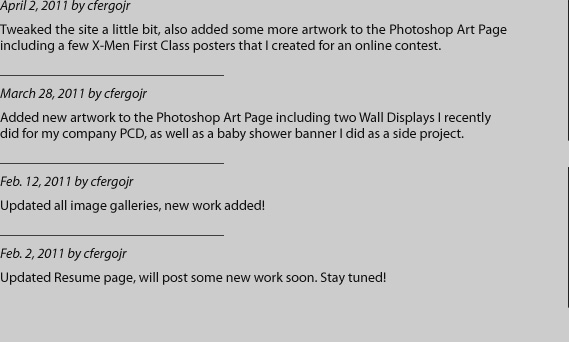 April 2, 2011 by cfergojr
Tweaked the site a little bit, also added some more artwork to the Photoshop Art Page
including a few X-Men First Class posters that I created for an online contest.
March 28, 2011 by cfergojr
Added new artwork to the Photoshop Art Page including two Wall Displays I recently
did for my company PCD, as well as a baby shower banner I did as a side project.
Feb. 12, 2011 by cfergojr
Updated all image galleries, new work added!
Feb. 2, 2011 by cfergojr
Updated Resume page, will post some new work soon. Stay tuned!